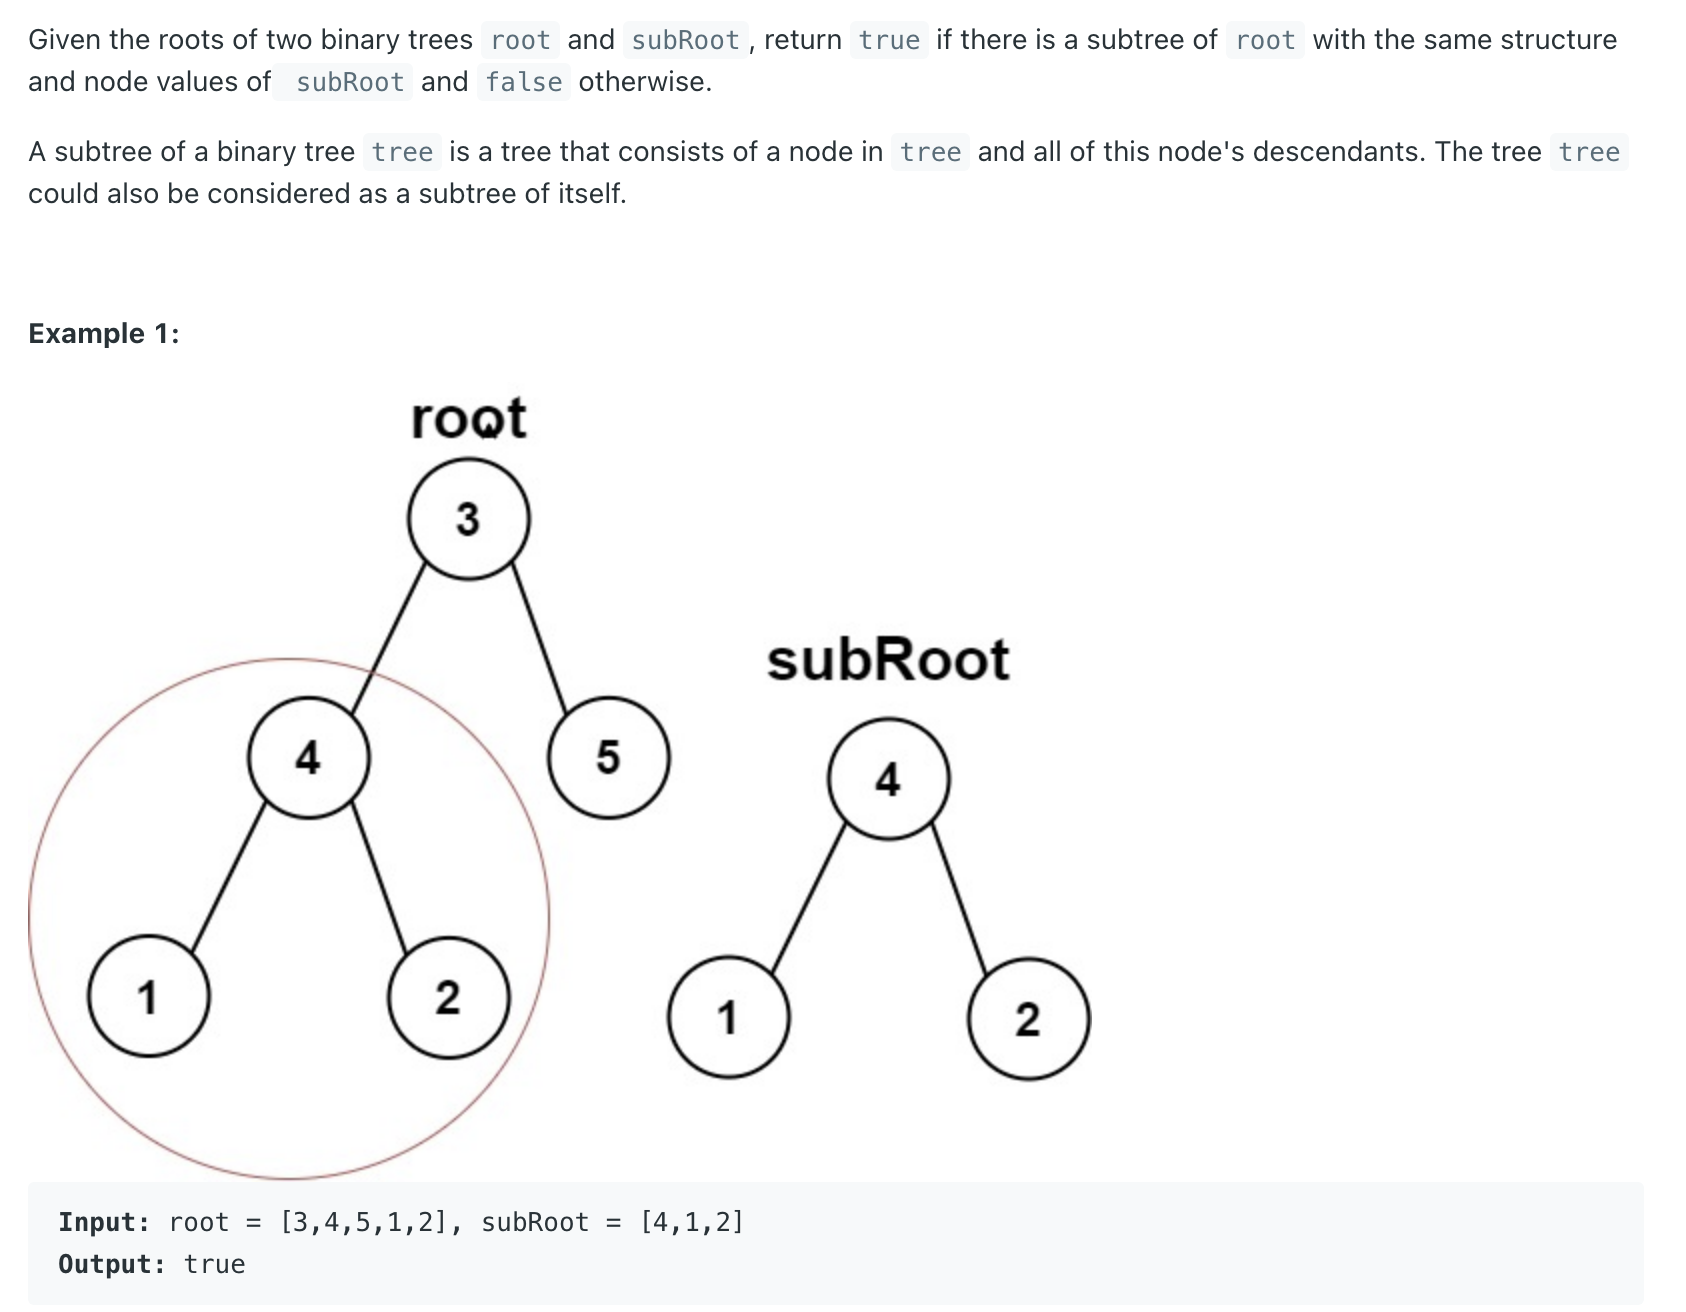 Given the roots of two binary trees root and subRoot, return true if there is a subtree of root with the same structure
and node values of subRoot and false otherwise.
A subtree of a binary tree tree is a tree that consists of a node in tree and all of this node's descendants. The tree tree
could also be considered as a subtree of itself.
Example 1:
root
3
subRoot
4
5
4
1
2
1
2
Input: root = [3,4,5,1,2], subRoot = [4,1,2]
Output: true